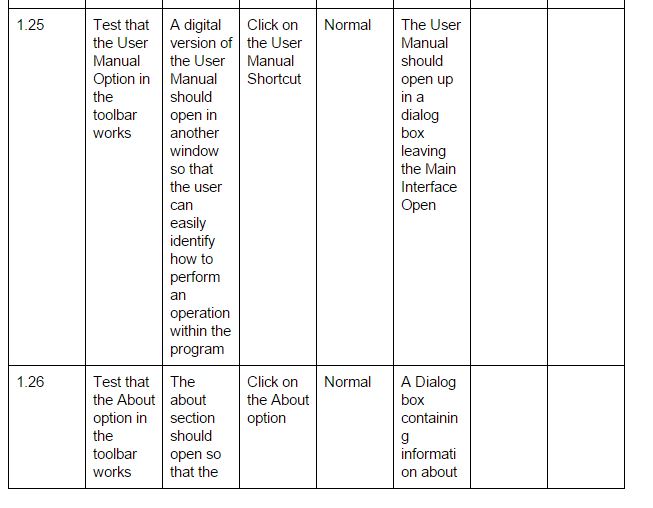 1.25
Test that
the User
Manual
Option in
the
toolbar
works
A digital
version of
the User
Manual
should
open in
another
window
so that
the user
can
easily
identify
how to
perform
an
operation
within the
program
Click on
the User
Manual
Shortcut
Normal
The User
Manual
should
open up
in a
dialog
box
leaving
the Main
Interface
Open
1.26
Test that
the About
option in
the
toolbar
works
The
about
section
should
open so
that the
Click on
the About
option
Normal
A Dialog
box
containin
g
informati
on about